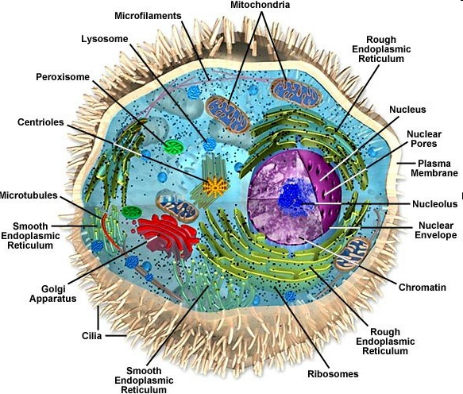 Mitochondria
Microfilaments
Lysosome
Rough
Endoplasmic
Reticulum
Peroxisome
Nucleus
Centrioles
Nuclear
Pores
Plasma
Membrane
Microtubules
Nucleolus
Smooth
Endoplasmic
Reticulum
Nuclear
Envelope
Golgi
Apparatus
Chromatin
Cilia
Rough
Endoplasmic
Reticulum
Smooth
Endoplasmic
Reticulum
Ribosomes